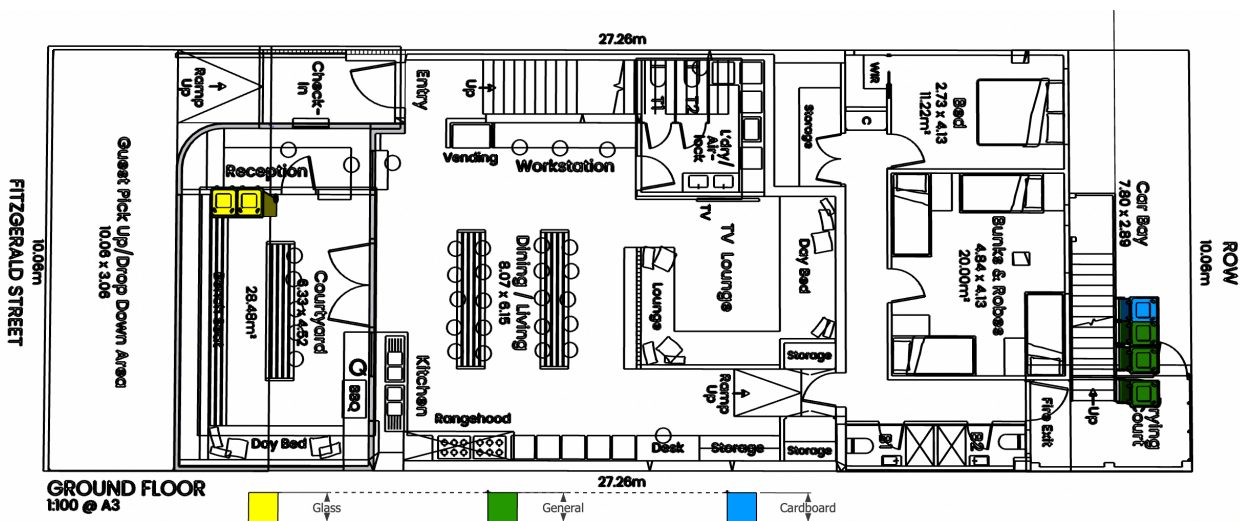 27.26m
Ramp
Up
Check-
In
Entry
Up
T1
T2
L'dry/
Air-
lock
Storage
WIR
C
Bed
2.73 x 4.13
11.22m²
Vending
Workstation
Reception
FITZGERALD STREET
10.06m
Guest Pick Up/Drop Down Area
10.06 x 3.06
Bench Seat
Courtyard
6.33 x 4.52
28.48m²
Dining / Living
8.07 x 6.15
TV
TV Lounge
Lounge
Day Bed
Bunks & Robes
4.84 x 4.13
20.00m²
Car Bay
7.80 x 2.89
ROW
10.06m
Kitchen
BBQ
Storage
Ramp
Up
Rangehood
Day Bed
Desk
Storage
Storage
B1
B2
Fire Exit
Up
Drying
Court
27.26m
GROUND FLOOR
1:100 @ A3
Glass
General
Cardboard